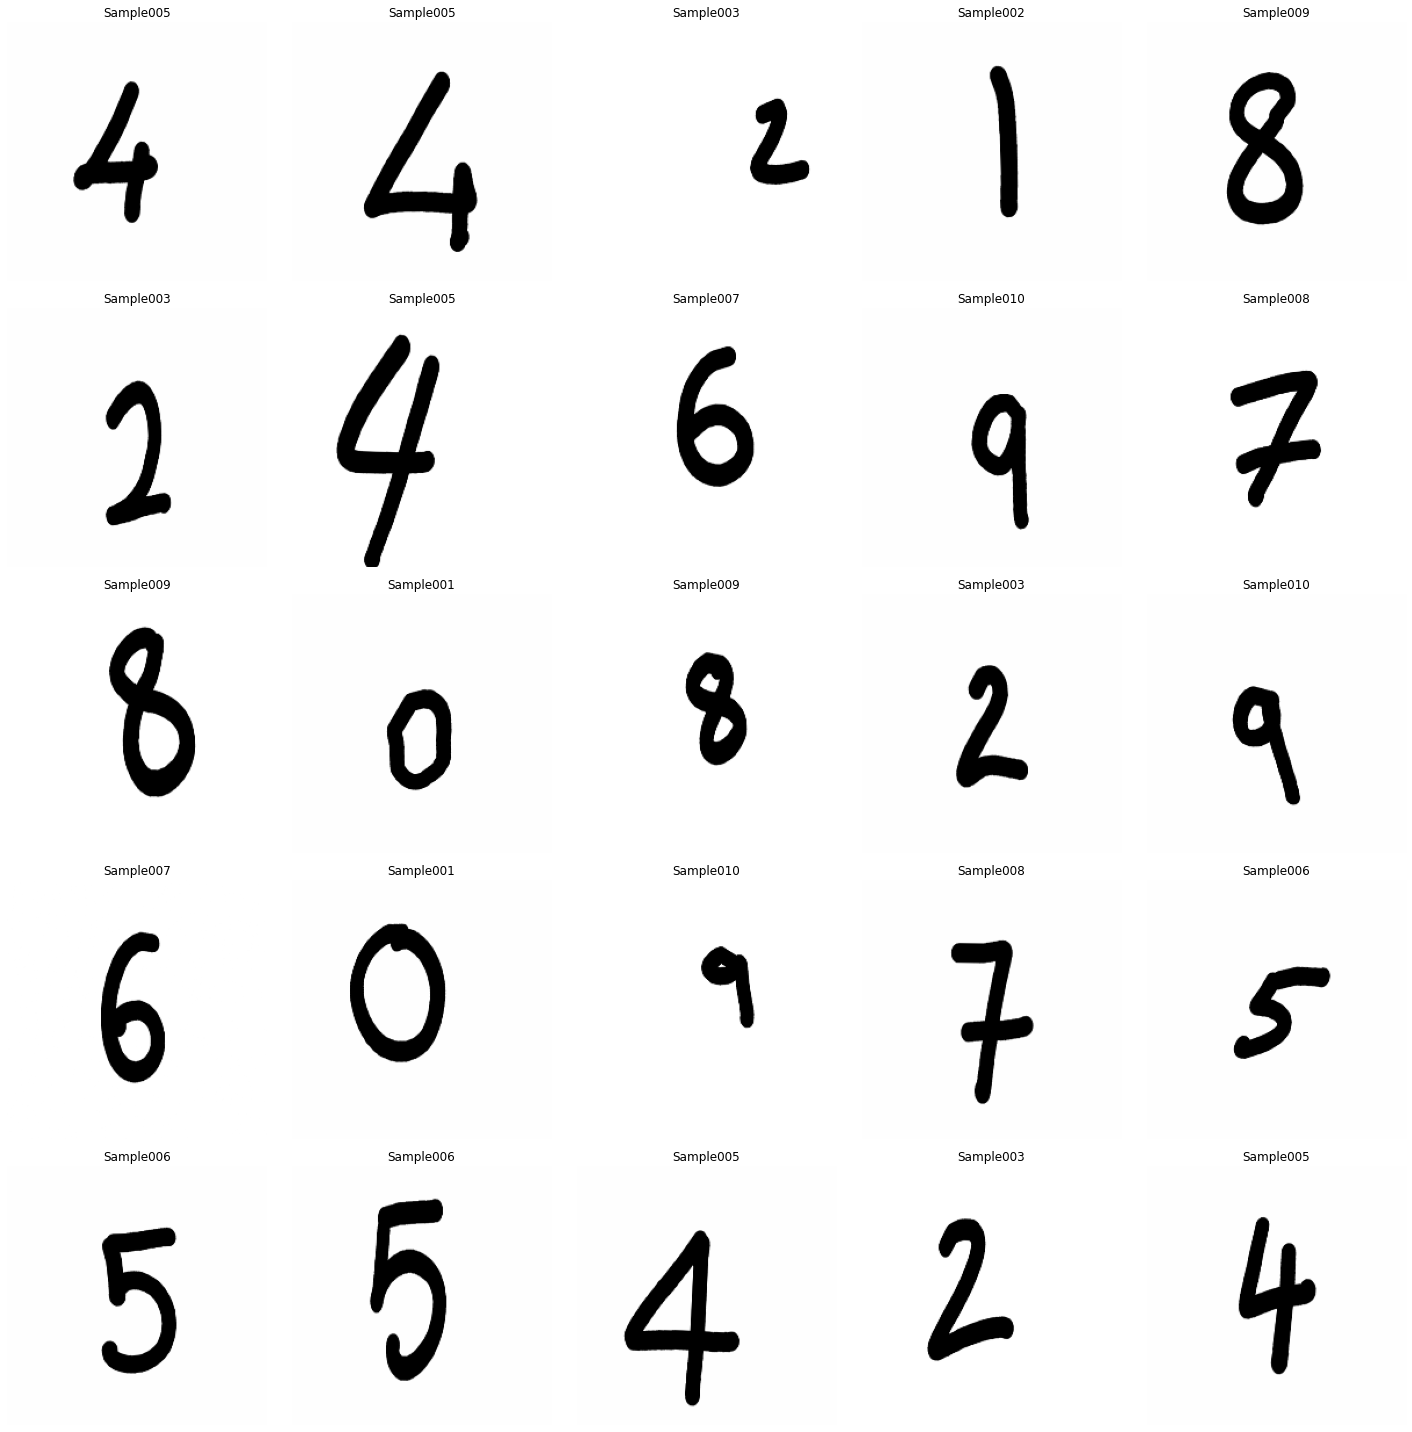 Sample005 Sample005 Sample003 Sample002 Sample009
4 4 2 1 8
Sample003 Sample005 Sample007 Sample010 Sample008
2 4 6 9 7
Sample009 Sample001 Sample009 Sample003 Sample010
8 0 8 2 9
Sample007 Sample001 Sample010 Sample008 Sample006
6 0 9 7 5
Sample006 Sample006 Sample005 Sample003 Sample005
5 5 4 2 4